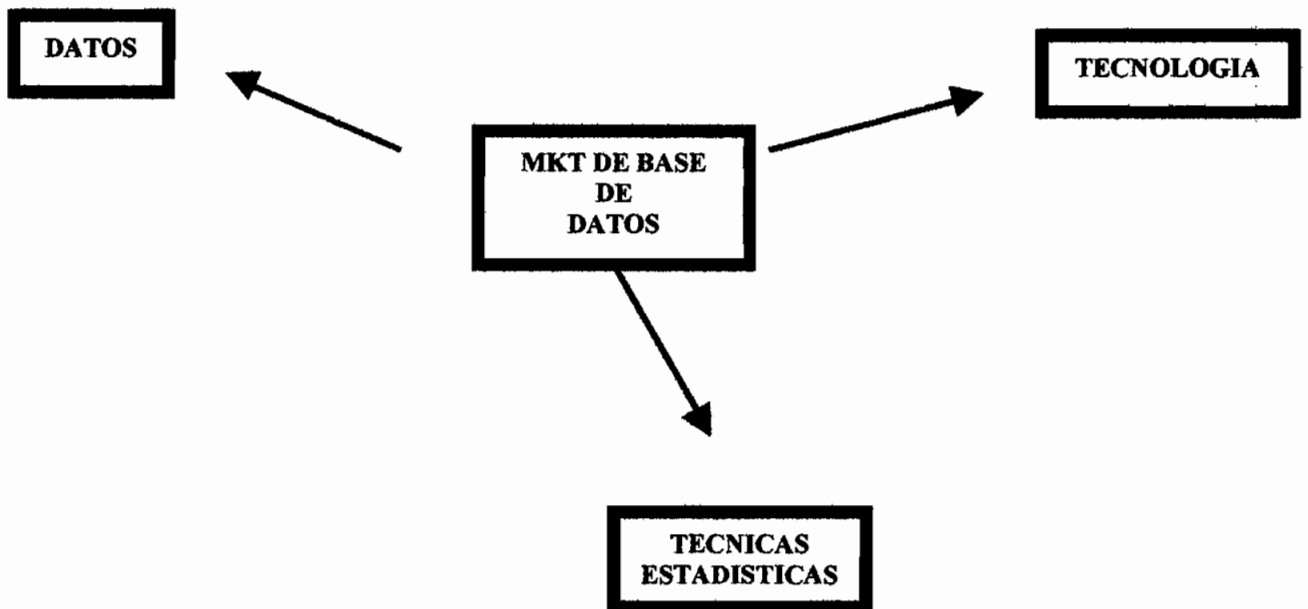 DATOS
TECNOLOGIA
MKT DE BASE
DE
DATOS
TECNICAS
ESTADISTICAS